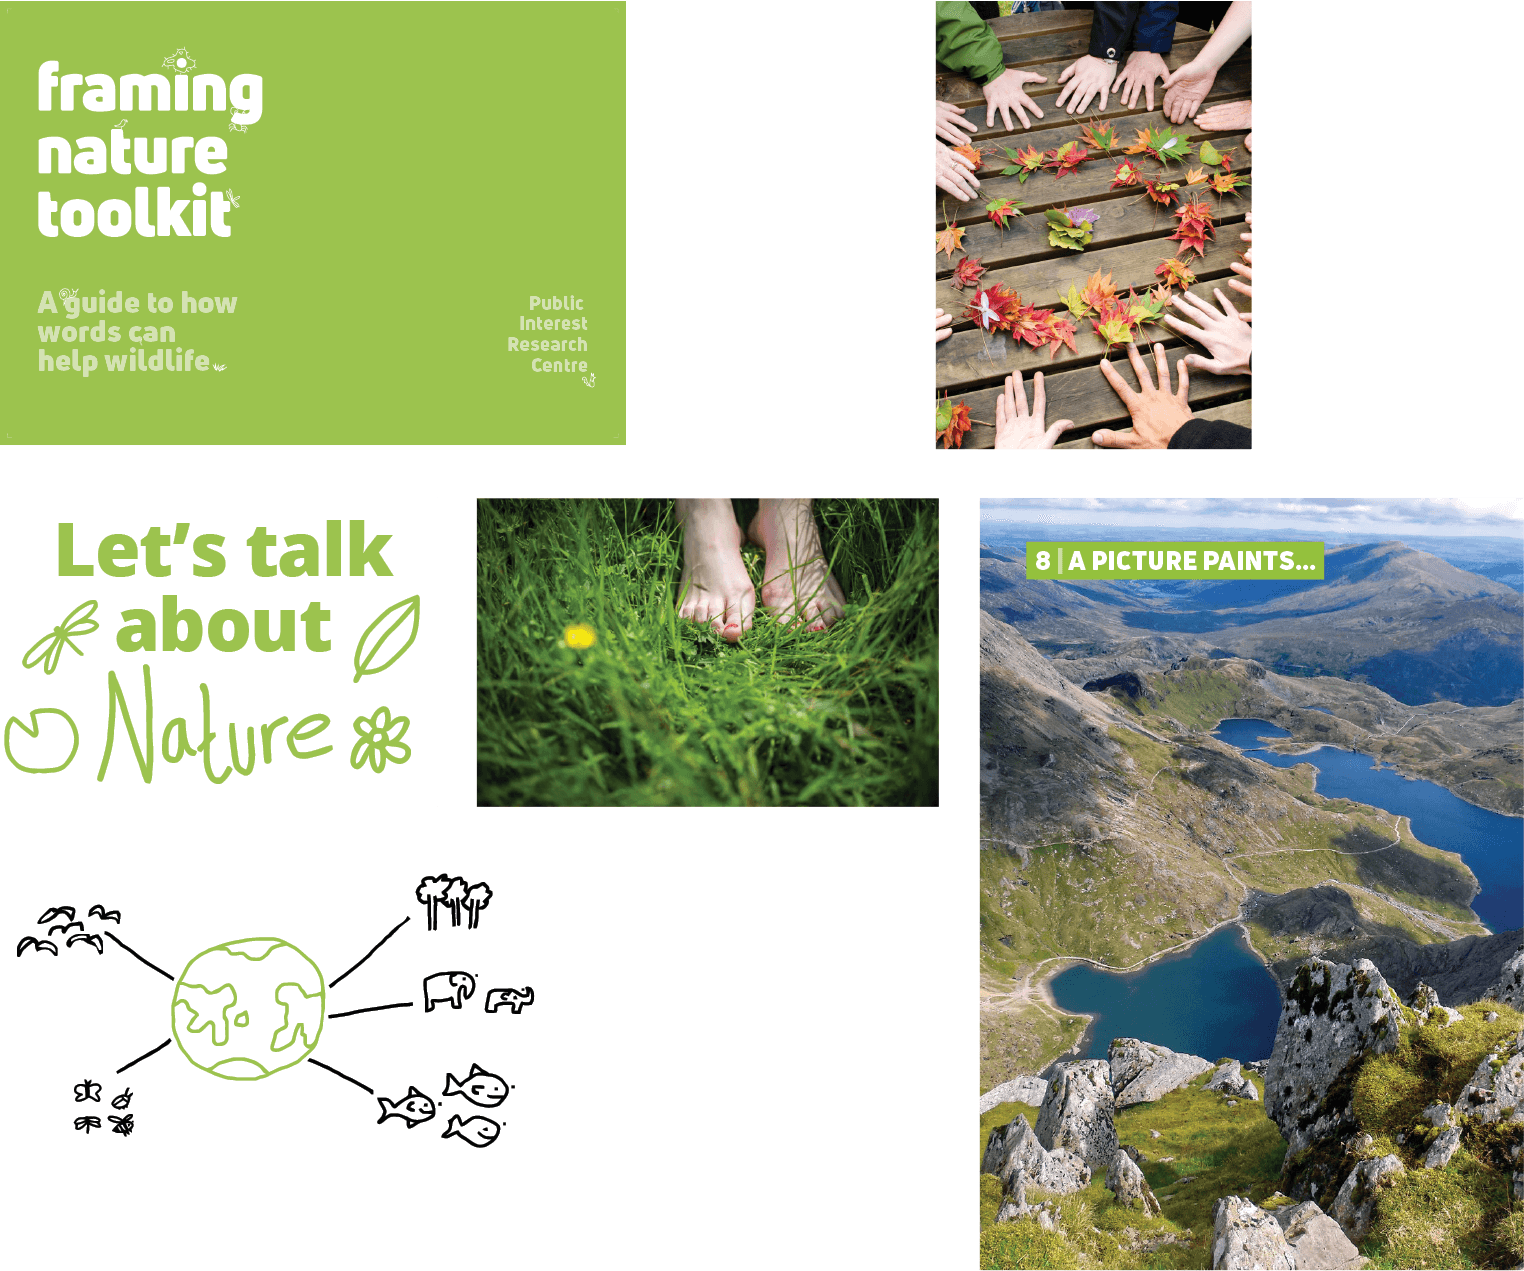 framing
nature
toolkit
A guide to how
words can
help wildlife
Public
Interest
Research
Centre
Let's talk
about
Nature
8 | A PICTURE PAINTS...